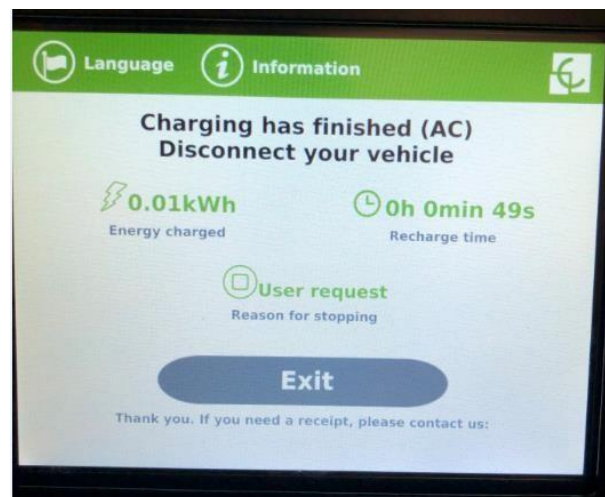 Language
Information
Charging has finished (AC)
Disconnect your vehicle
0.01kWh
0h 0min 49s
Energy charged
Recharge time
User request
Reason for stopping
Exit
Thank you. If you need a receipt, please contact us: